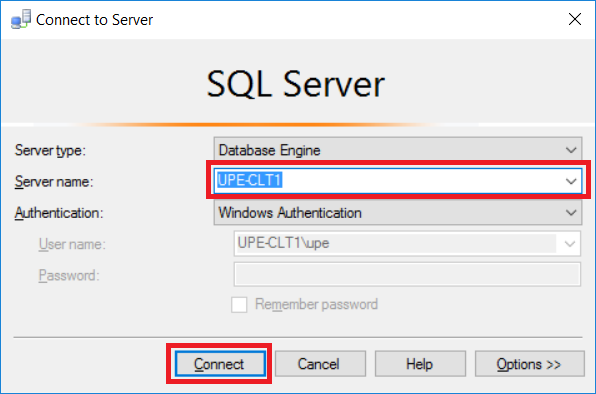 Connect to Server
SQL Server
Server type: Database Engine
Server name: UPE-CLT1
Authentication: Windows Authentication
User name: UPE-CLT1\upe
Password:
Remember password
Connect Cancel Help Options >>